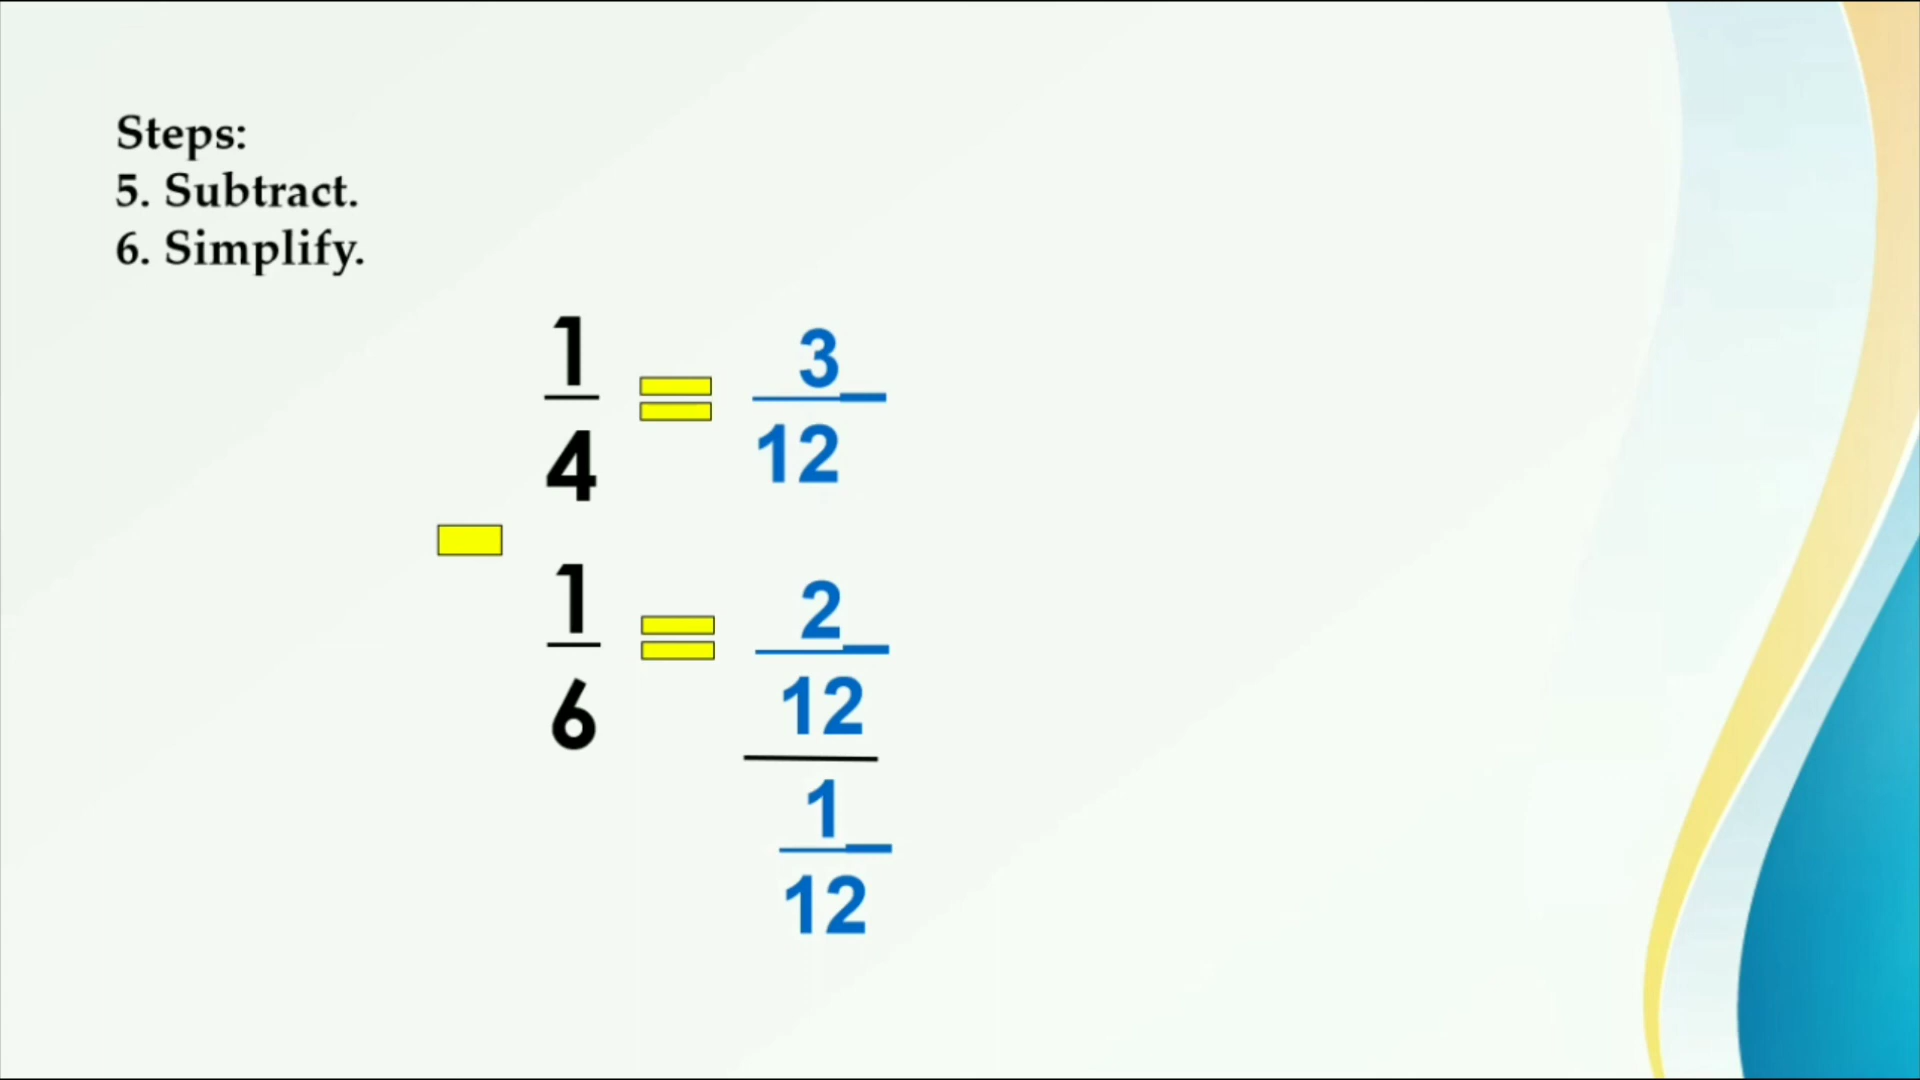 Steps:
5. Subtract.
6. Simplify.
1/4 = 3/12
-
1/6 = 2/12
1/12